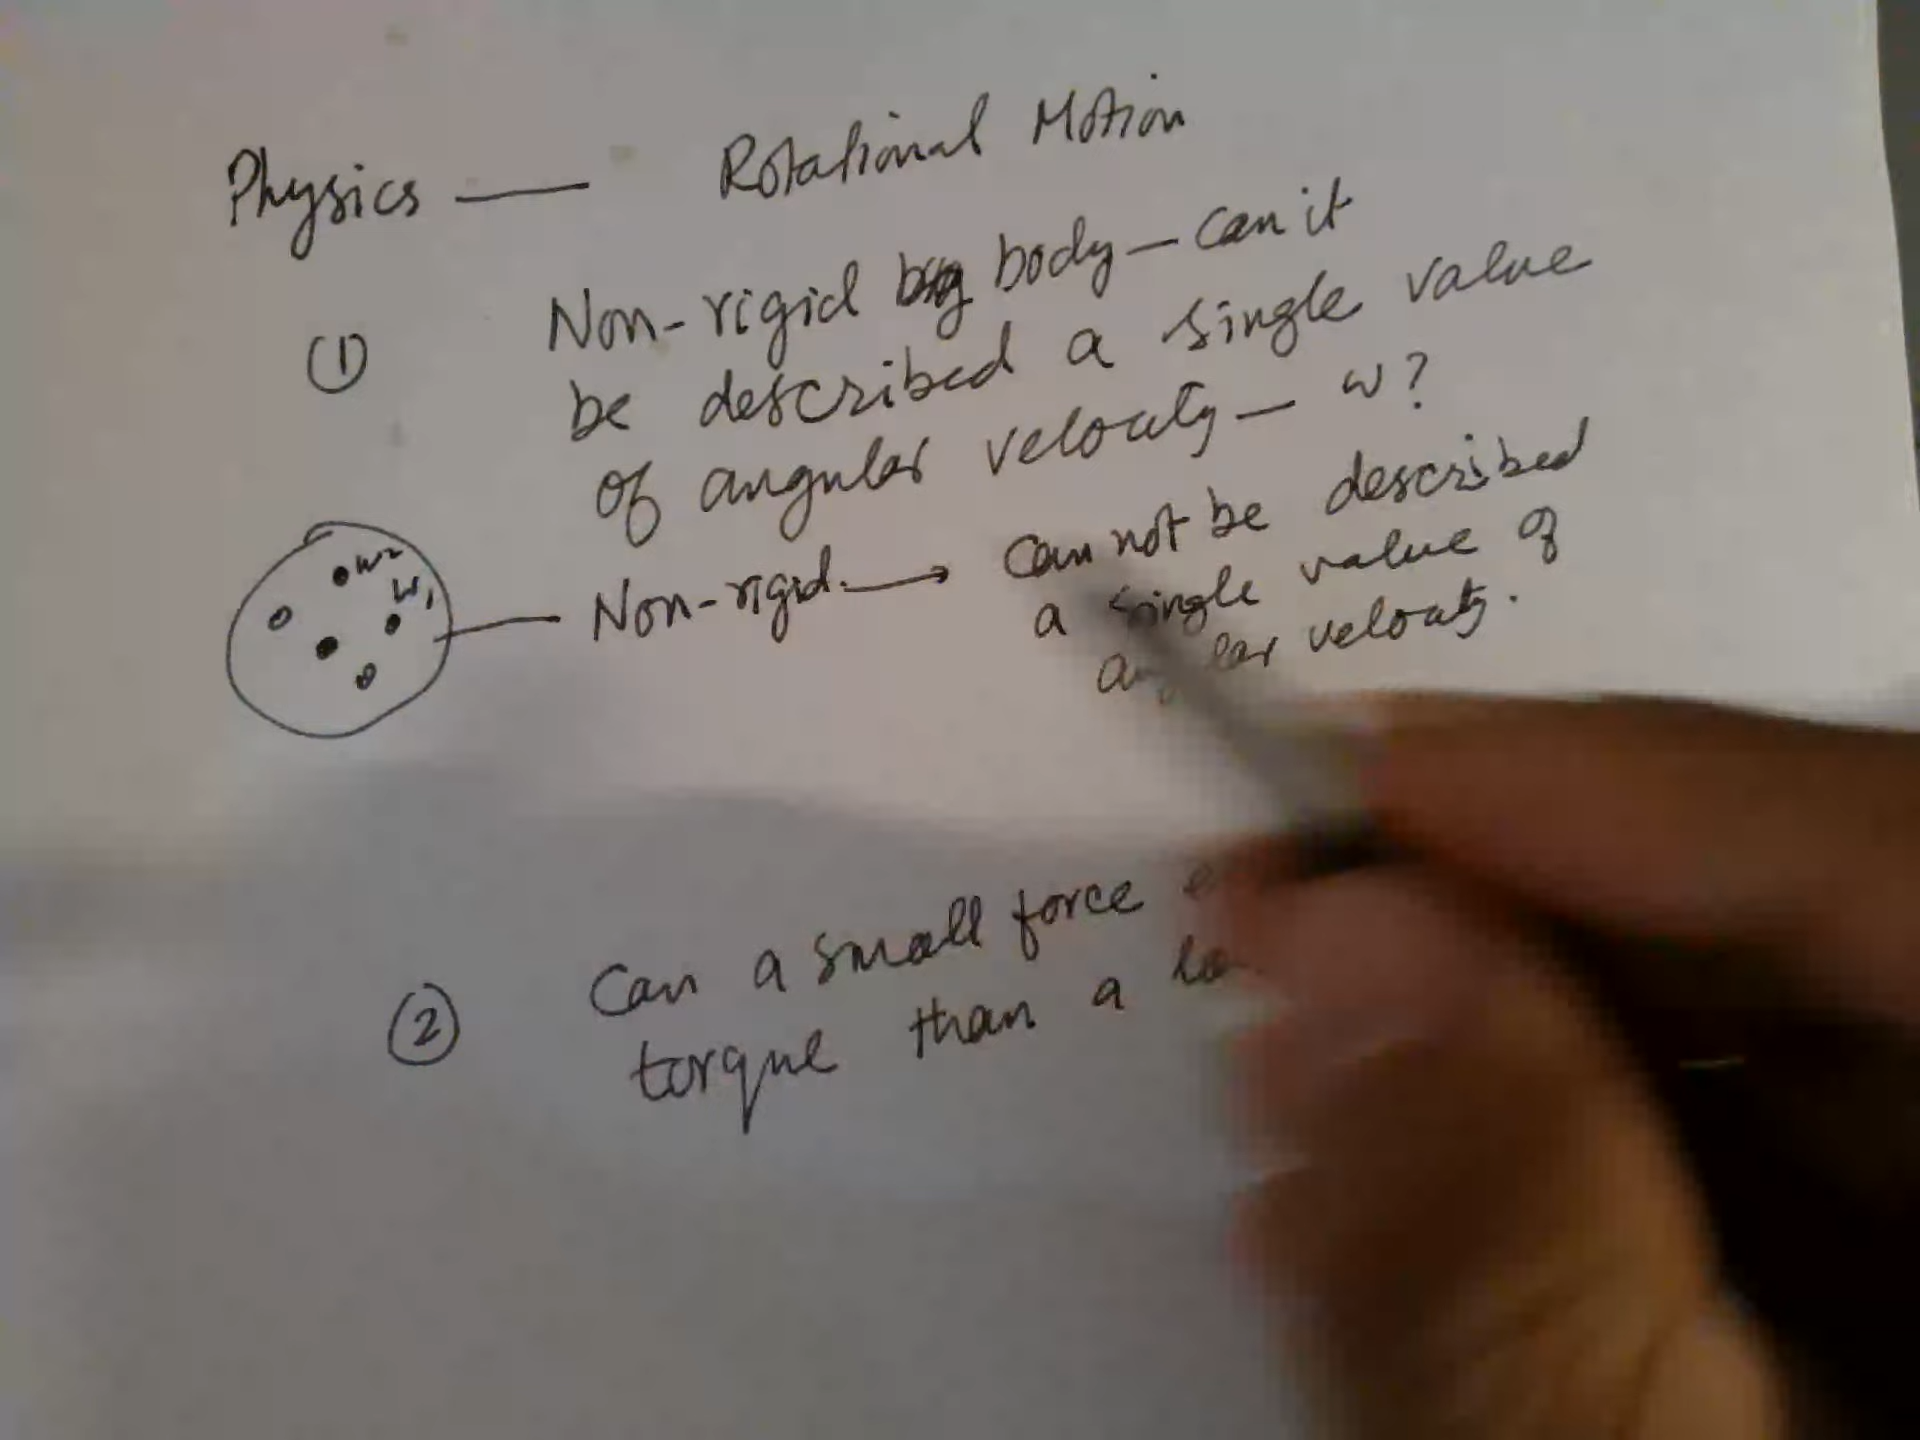 Physics — Rotational Motion
① Non-rigid body — can it
be described a single value
of angular velocity — ω?
ω2
ω1
Non-rigid → can not be described
a single value of
velocity.
② Can a small force
torque than a